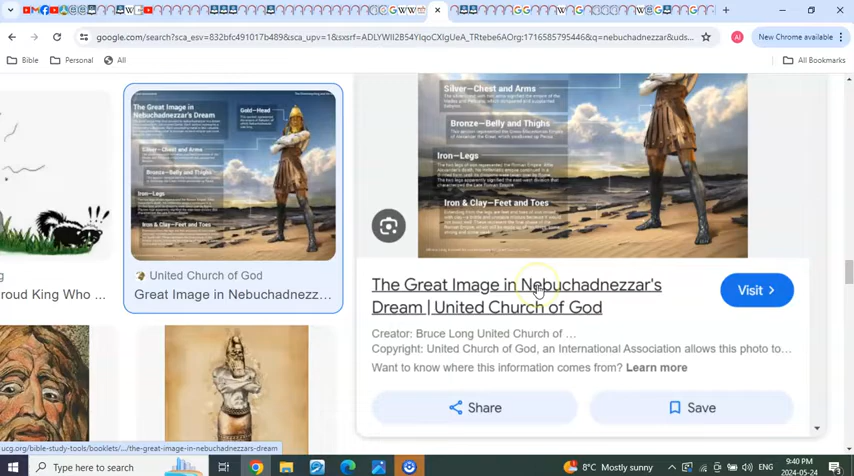 google.com/search?sca_esv=832bfc491017b489&sca_upv=1&sxsrf=ADLYWII2B54YIqoCXIgUeA_TRtebe6AOrg:1716585795446&q=nebuchadnezzar&uds...
New Chrome available
Bible
Personal
All
All Bookmarks
The Great Image in
Nebuchadnezzar's Dream
Gold—Head
Silver—Chest and Arms
Bronze—Belly and Thighs
Iron—Legs
Iron & Clay—Feet and Toes
United Church of God
Great Image in Nebuchadnezz...
roud King Who ...
Silver—Chest and Arms
Bronze—Belly and Thighs
Iron—Legs
Iron & Clay—Feet and Toes
The Great Image in Nebuchadnezzar's
Dream | United Church of God
Visit
Creator: Bruce Long United Church of ...
Copyright: United Church of God, an International Association allows this photo to...
Want to know where this information comes from? Learn more
Share
Save
ucg.org/bible-study-tools/booklets/.../the-great-image-in-nebuchadnezzars-dream
Type here to search
8°C Mostly sunny
ENG
9:40 PM
2024-05-24